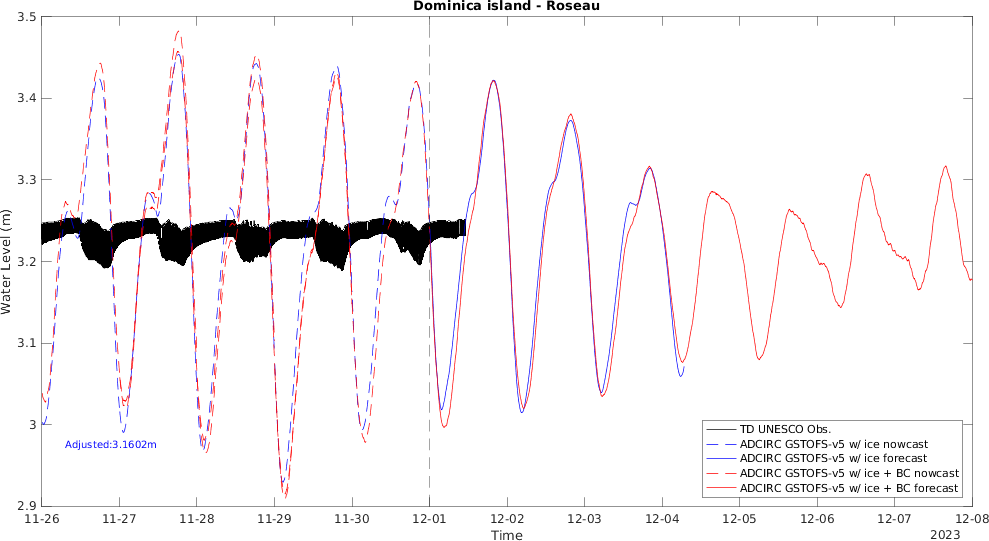 Dominica island - Roseau
3.5
3.4
3.3
3.2
3.1
3
2.9
Water Level (m)
Adjusted:3.1602m
TD UNESCO Obs.
ADCIRC GSTOFS-v5 w/ ice nowcast
ADCIRC GSTOFS-v5 w/ ice forecast
ADCIRC GSTOFS-v5 w/ ice + BC nowcast
ADCIRC GSTOFS-v5 w/ ice + BC forecast
11-26 11-27 11-28 11-29 11-30 12-01 12-02 12-03 12-04 12-05 12-06 12-07 12-08
Time
2023